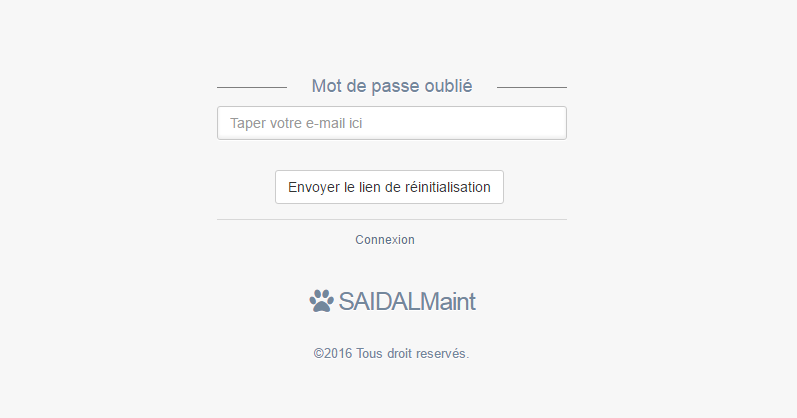 Mot de passe oublié
Taper votre e-mail ici
Envoyer le lien de réinitialisation
Connexion
SAIDALMaint
©2016 Tous droit reservés.